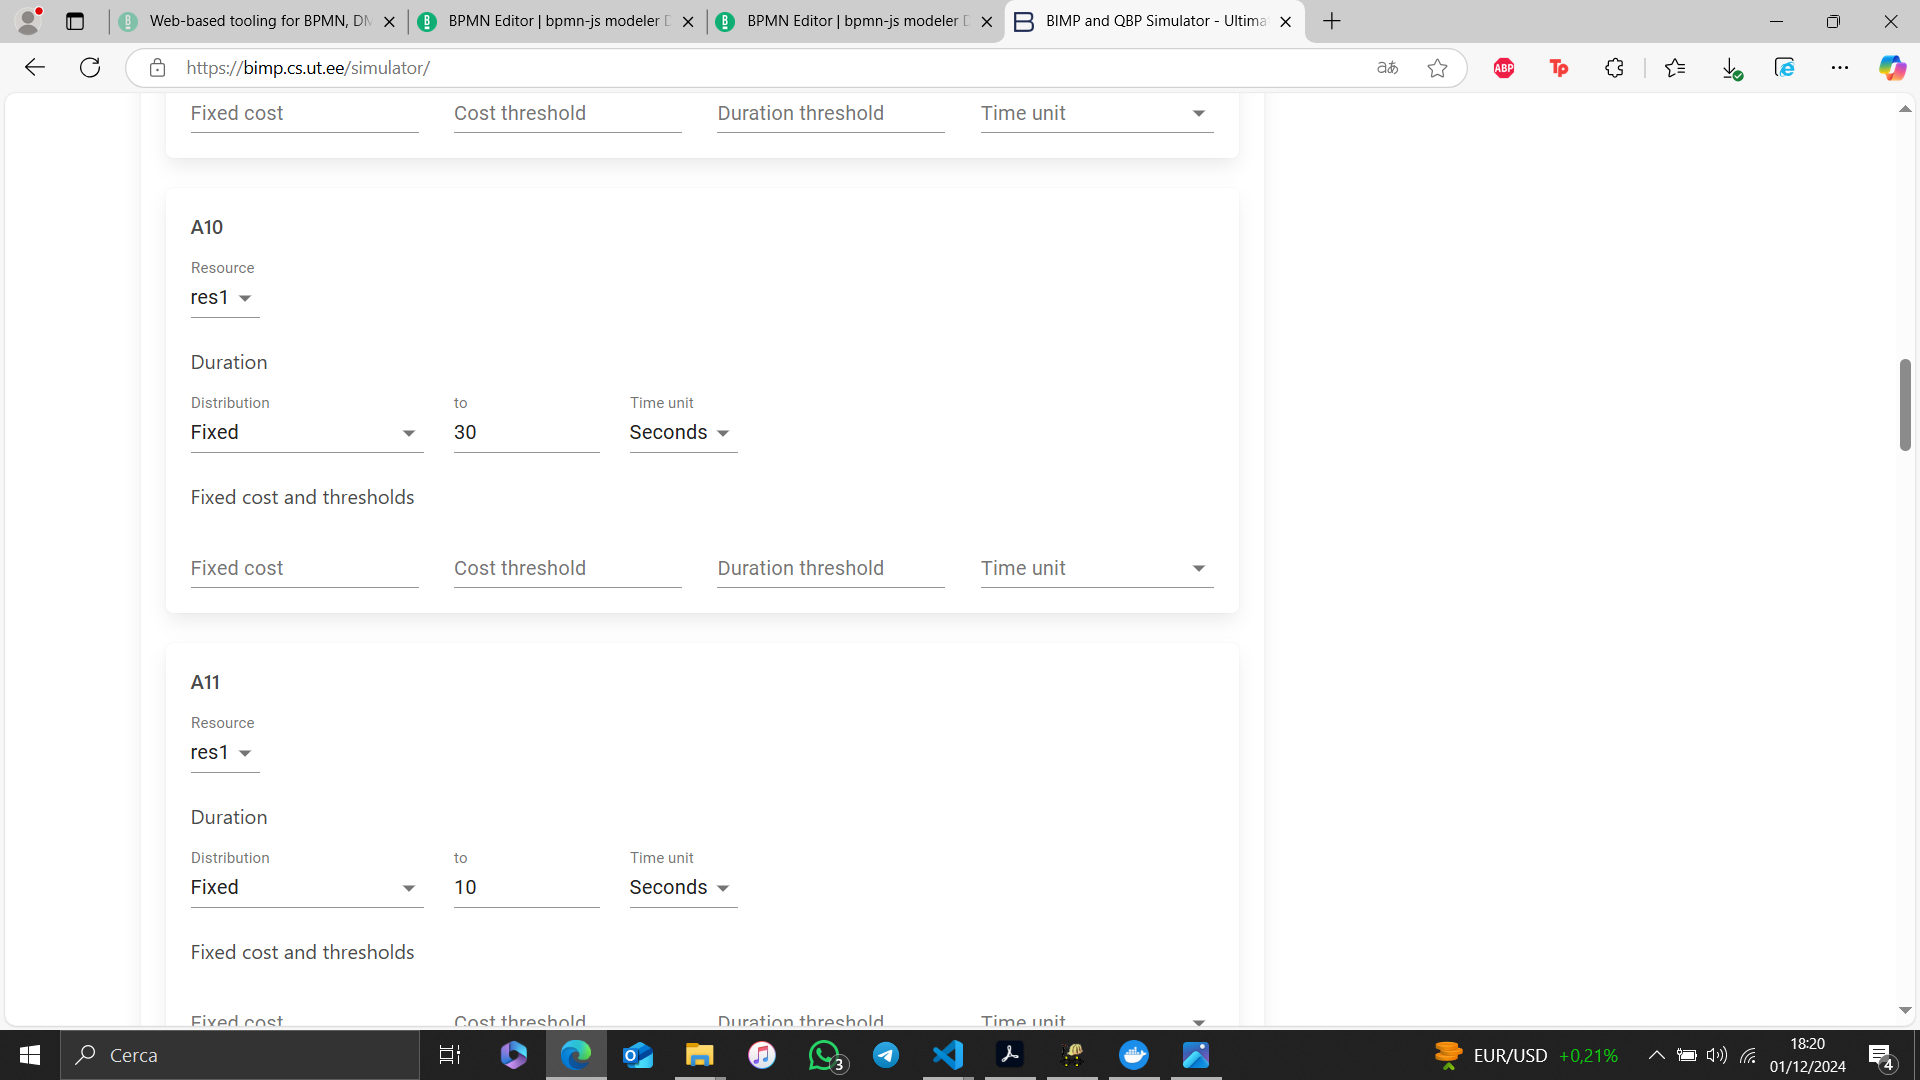 Web-based tooling for BPMN, DM
BPMN Editor | bpmn-js modeler D
BPMN Editor | bpmn-js modeler D
BIMP and QBP Simulator - Ultima
https://bimp.cs.ut.ee/simulator/
aあ
ABP
Tp
Fixed cost Cost threshold Duration threshold Time unit
A10
Resource
res1
Duration
Distribution to Time unit
Fixed 30 Seconds
Fixed cost and thresholds
Fixed cost Cost threshold Duration threshold Time unit
A11
Resource
res1
Duration
Distribution to Time unit
Fixed 10 Seconds
Fixed cost and thresholds
Fixed cost Cost threshold Duration threshold Time unit
Cerca
3
EUR/USD +0,21%
18:20
01/12/2024
4